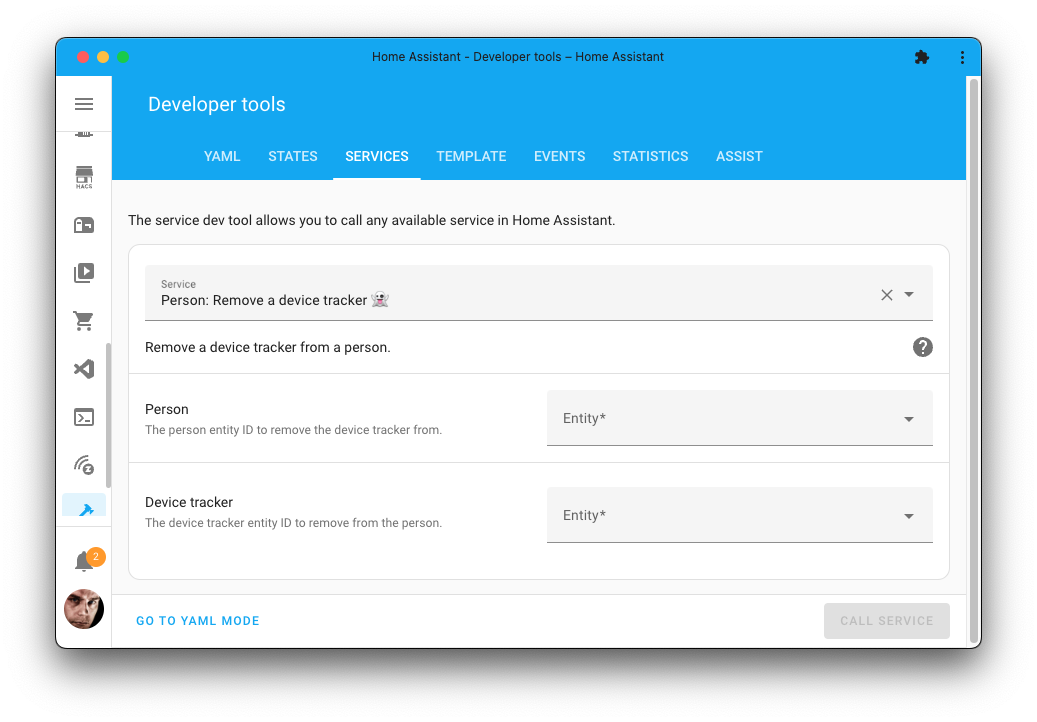 Home Assistant - Developer tools – Home Assistant
Developer tools
YAML STATES SERVICES TEMPLATE EVENTS STATISTICS ASSIST
HACS
The service dev tool allows you to call any available service in Home Assistant.
Service
Person: Remove a device tracker 👻
Remove a device tracker from a person.
Person
The person entity ID to remove the device tracker from.
Entity*
Device tracker
The device tracker entity ID to remove from the person.
Entity*
2
GO TO YAML MODE
CALL SERVICE